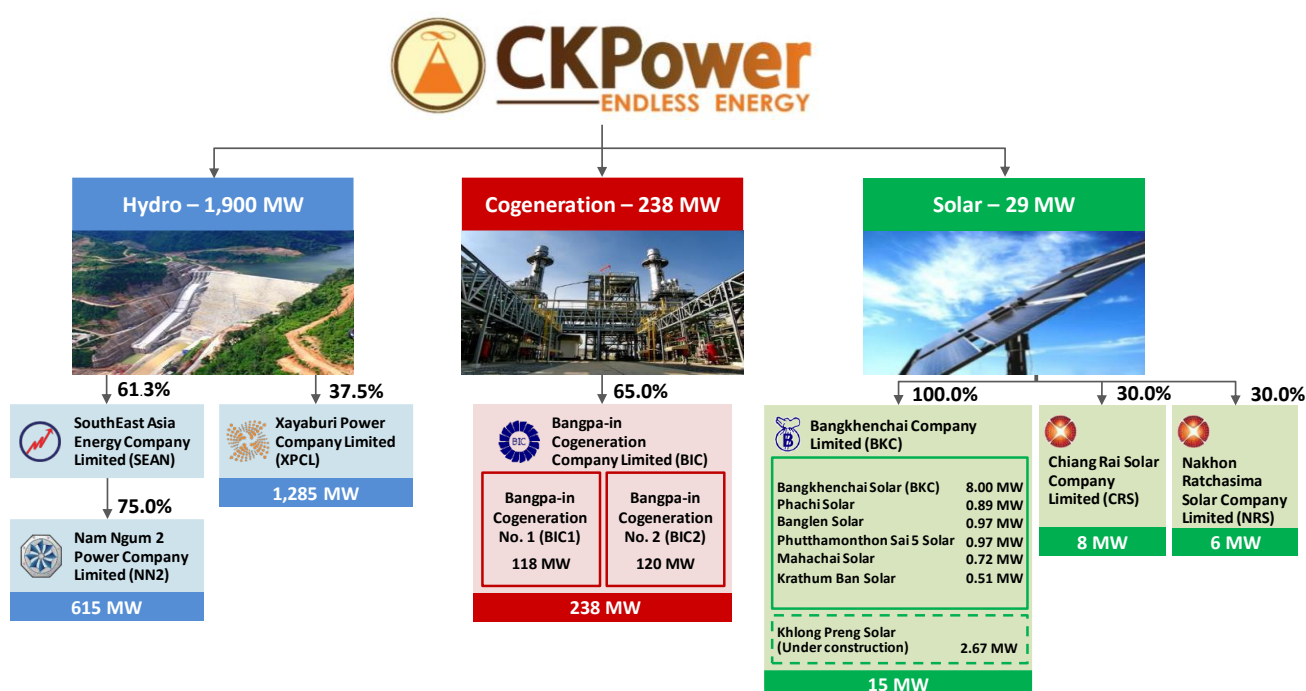 CKPower
ENDLESS ENERGY
Hydro – 1,900 MW
Cogeneration – 238 MW
Solar – 29 MW
61.3%
37.5%
65.0%
100.0%
30.0%
30.0%
SouthEast Asia
Energy Company
Limited (SEAN)
Xayaburi Power
Company Limited
(XPCL)
1,285 MW
75.0%
Nam Ngum 2
Power Company
Limited (NN2)
615 MW
BIC
Bangpa-in
Cogeneration
Company Limited (BIC)
Bangpa-in
Cogeneration
No. 1 (BIC1)
118 MW
Bangpa-in
Cogeneration
No. 2 (BIC2)
120 MW
238 MW
B
Bangkhenchai Company
Limited (BKC)
Bangkhenchai Solar (BKC) 8.00 MW
Phachi Solar 0.89 MW
Banglen Solar 0.97 MW
Phutthamonthon Sai 5 Solar 0.97 MW
Mahachai Solar 0.72 MW
Krathum Ban Solar 0.51 MW
Khlong Preng Solar
(Under construction) 2.67 MW
15 MW
Chiang Rai Solar
Company
Limited (CRS)
8 MW
Nakhon
Ratchasima
Solar Company
Limited (NRS)
6 MW